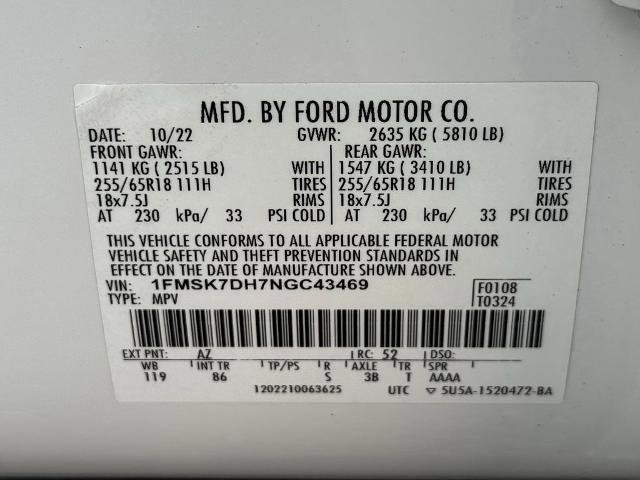 MFD. BY FORD MOTOR CO.
DATE: 10/22 GVWR: 2635 KG ( 5810 LB)
FRONT GAWR: REAR GAWR:
1141 KG ( 2515 LB) WITH 1547 KG ( 3410 LB) WITH
255/65R18 111H TIRES 255/65R18 111H TIRES
18x7.5J RIMS 18x7.5J RIMS
AT 230 kPa/ 33 PSI COLD AT 230 kPa/ 33 PSI COLD
THIS VEHICLE CONFORMS TO ALL APPLICABLE FEDERAL MOTOR
VEHICLE SAFETY AND THEFT PREVENTION STANDARDS IN
EFFECT ON THE DATE OF MANUFACTURE SHOWN ABOVE.
VIN: 1FMSK7DH7NGC43469 F0108
TYPE: MPV T0324
EXT PNT: AZ RC: 52 DSO:
WB INT TR TP/PS R AXLE TR SPR
119 86 S 3B T AAAA
1202210063625 UTC ▽ 5U5A-1520472-BA